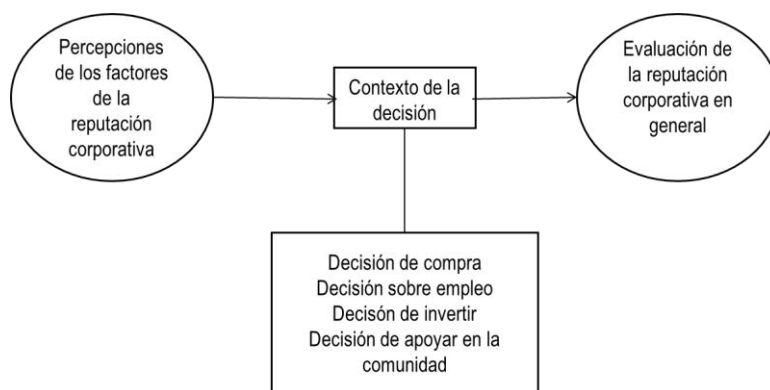 Percepciones
de los factores
de la
reputación
corporativa
Contexto de la
decisión
Evaluación de
la reputación
corporativa en
general
Decisión de compra
Decisión sobre empleo
Decisón de invertir
Decisión de apoyar en la
comunidad